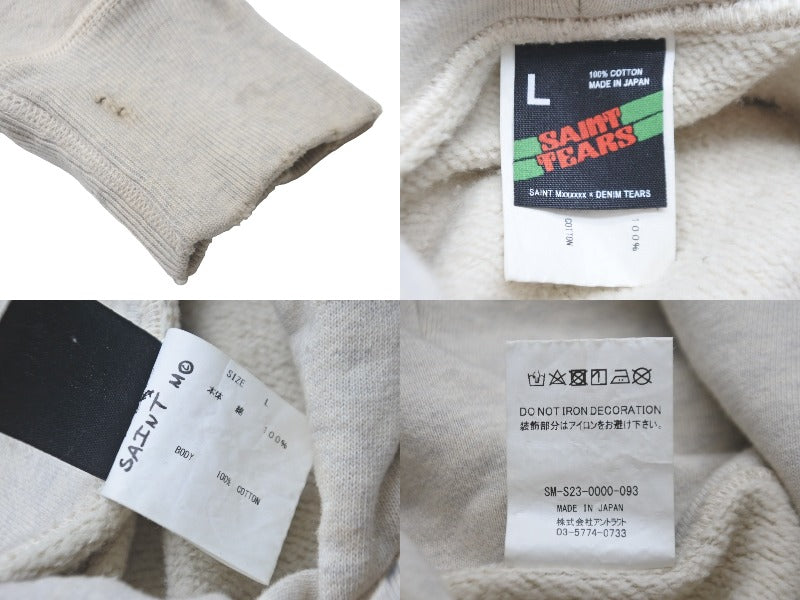 L
100% COTTON
MADE IN JAPAN
SAINT
TEARS
SAINT Mxxxxxx × DENIM TEARS
COTTON
100%
SAINT M
SIZE L
本体 綿 100%
BODY 100% COTTON
DO NOT IRON DECORATION
装飾部分はアイロンをお避け下さい。
SM-S23-0000-093
MADE IN JAPAN
株式会社アントラクト
03-5774-0733